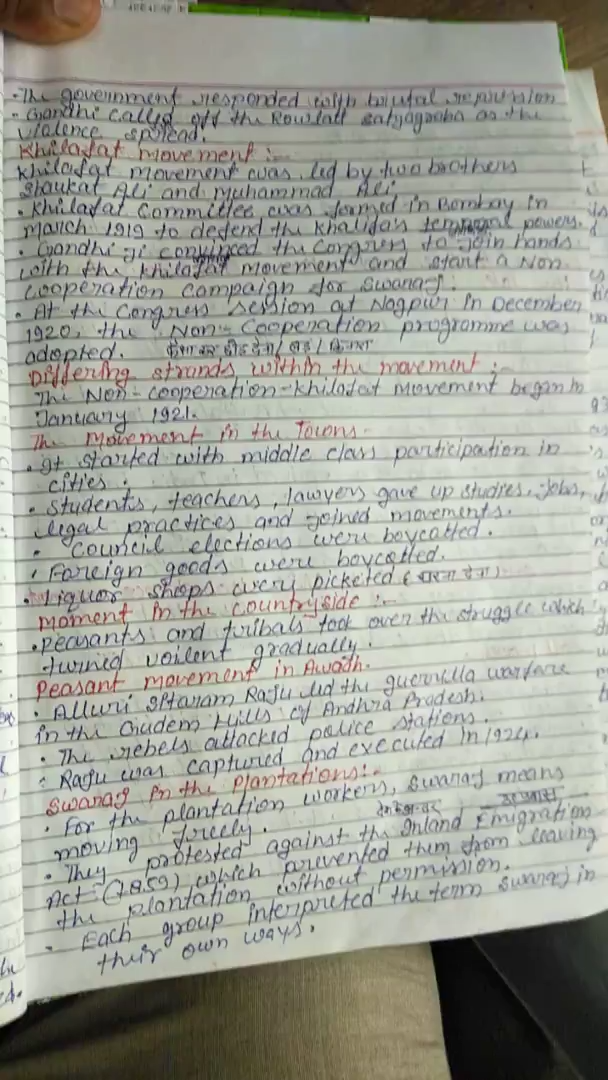 • The government responded with brutal repression
• Gandhi called off the Rowlatt satyagraha as the
violence spread.
Khilafat movement :-
Khilafat movement was led by two brothers
Shaukat Ali and Muhammad Ali
• Khilafat Committee was formed in Bombay in
March 1919 to defend the Khalifa's temporal powers.
• Gandhi ji convinced the Congress to join hands
with the Khilafat movement and start a Non
cooperation campaign for Swaraj.
• At the Congress session at Nagpur in December
1920, the Non-Cooperation programme was
adopted.
Differing strands within the movement :-
The Non-cooperation-Khilafat Movement began in
January 1921.
The Movement in the Towns -
• It started with middle class participation in
cities.
• Students, teachers, lawyers gave up studies, jobs,
legal practices and joined movements.
• Council elections were boycotted.
• Foreign goods were boycotted.
• Liquor shops were picketed (धरना देना)
Moment in the countryside :-
• peasants and tribals took over the struggle which
turned voilent gradually.
Peasant movement in Awadh.
• Alluri Sitaram Raju led the guerrilla warfare
in the Gudem Hills of Andhra Pradesh.
• The rebels attacked police stations.
• Raju was captured and executed in 1924.
Swaraj in the Plantations:-
• For the plantation workers, swaraj means
moving freely.
• They protested against the Inland Emigration
Act (1859) which prevented them from leaving
the plantation without permission.
• Each group interpreted the term swaraj in
their own ways.